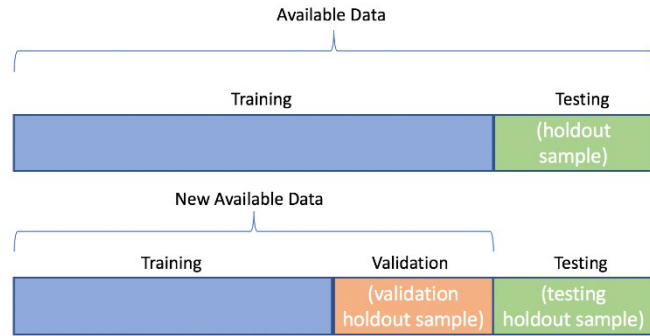 Available Data
Training
Testing
(holdout
sample)
New Available Data
Training
Validation
Testing
(validation
holdout sample)
(testing
holdout sample)